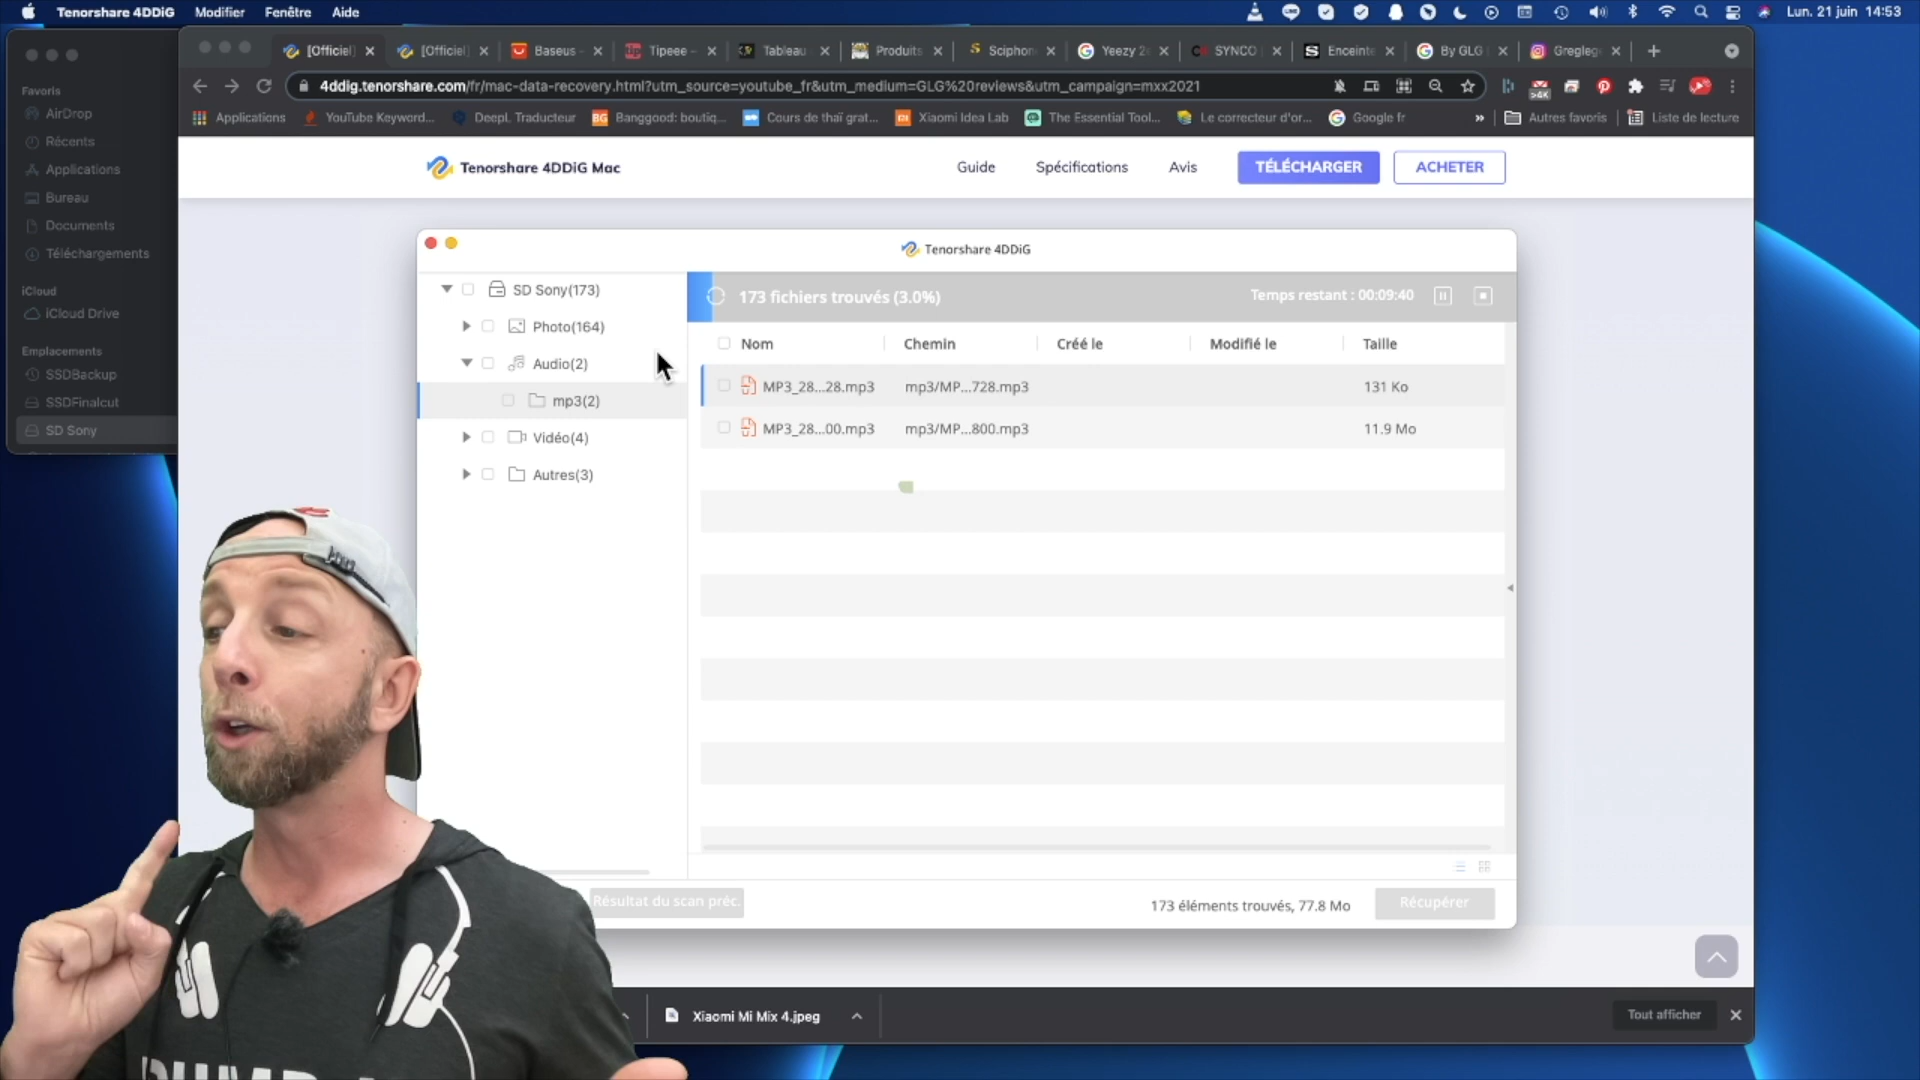 Tenorshare 4DDiG Modifier Fenêtre Aide Lun. 21 juin 14:53
[Officiel] [Officiel] Baseus - Tipeee - Tableau Produits Sciphon Yeezy 2 SYNCO Enceinte By GLG Gregleg
4ddig.tenorshare.com/fr/mac-data-recovery.html?utm_source=youtube_fr&utm_medium=GLG%20reviews&utm_campaign=mxx2021
>4K
Applications YouTube Keyword... DeepL Traducteur BG Banggood: boutiq... Cours de thaï grat... Xiaomi Idea Lab The Essential Tool... Le correcteur d'or... Google fr » Autres favoris Liste de lecture
Favoris
AirDrop
Récents
Applications
Bureau
Documents
Téléchargements
iCloud
iCloud Drive
Emplacements
SSDBackup
SSDFinalcut
SD Sony
Tenorshare 4DDiG Mac Guide Spécifications Avis TÉLÉCHARGER ACHETER
Tenorshare 4DDiG
SD Sony(173)
Photo(164)
Audio(2)
mp3(2)
Vidéo(4)
Autres(3)
173 fichiers trouvés (3.0%) Temps restant : 00:09:40
Nom Chemin Créé le Modifié le Taille
MP3_28...28.mp3 mp3/MP...728.mp3 131 Ko
MP3_28...00.mp3 mp3/MP...800.mp3 11.9 Mo
Résultat du scan préc.
173 éléments trouvés, 77.8 Mo Récupérer
Xiaomi Mi Mix 4.jpeg Tout afficher